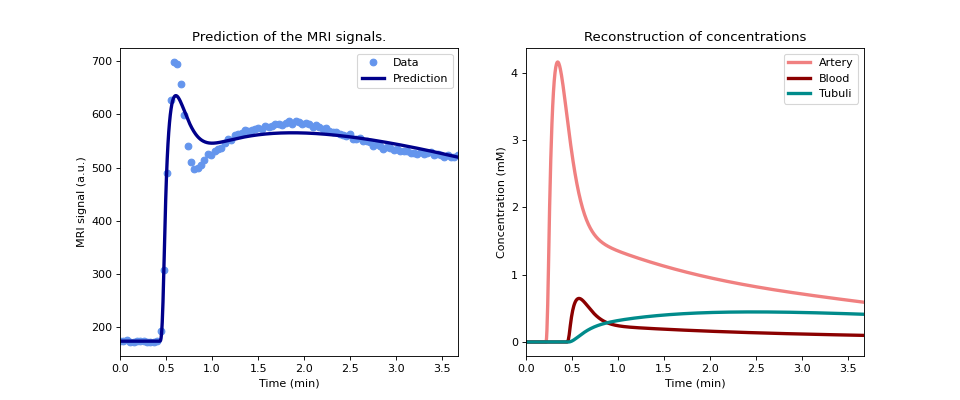 Prediction of the MRI signals.
MRI signal (a.u.)
700
600
500
400
300
200
0.0 0.5 1.0 1.5 2.0 2.5 3.0 3.5
Time (min)
Data
Prediction
Reconstruction of concentrations
Concentration (mM)
4
3
2
1
0
0.0 0.5 1.0 1.5 2.0 2.5 3.0 3.5
Time (min)
Artery
Blood
Tubuli